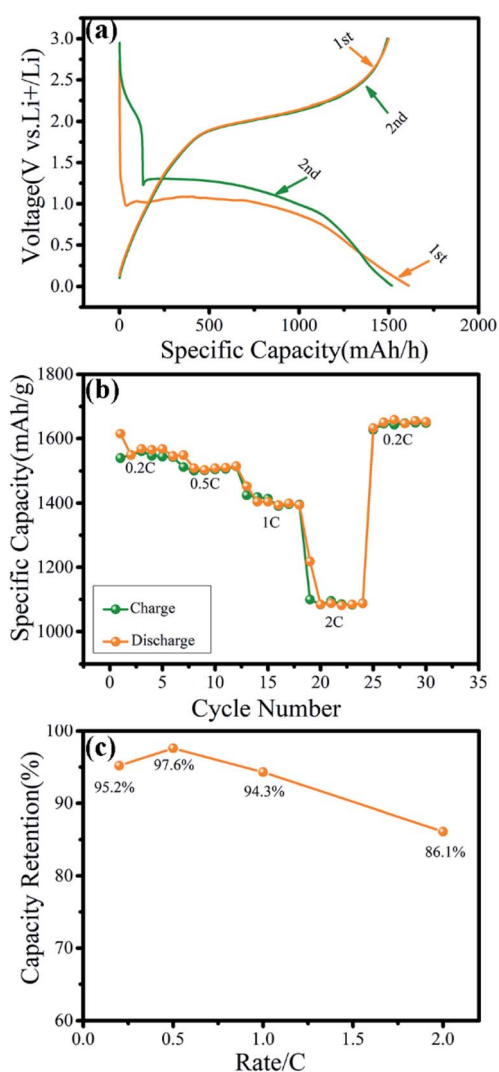 (a)
3.0
2.5
2.0
1.5
1.0
0.5
0.0
Voltage(V vs.Li+/Li)
1st
2nd
2nd
1st
0
500
1000
1500
2000
Specific Capacity(mAh/h)
(b)
1800
1600
1400
1200
1000
Specific Capacity(mAh/g)
0.2C
0.5C
1C
2C
0.2C
Charge
Discharge
0
5
10
15
20
25
30
35
Cycle Number
(c)
100
90
80
70
60
Capacity Retention(%)
95.2%
97.6%
94.3%
86.1%
0.0
0.5
1.0
1.5
2.0
Rate/C